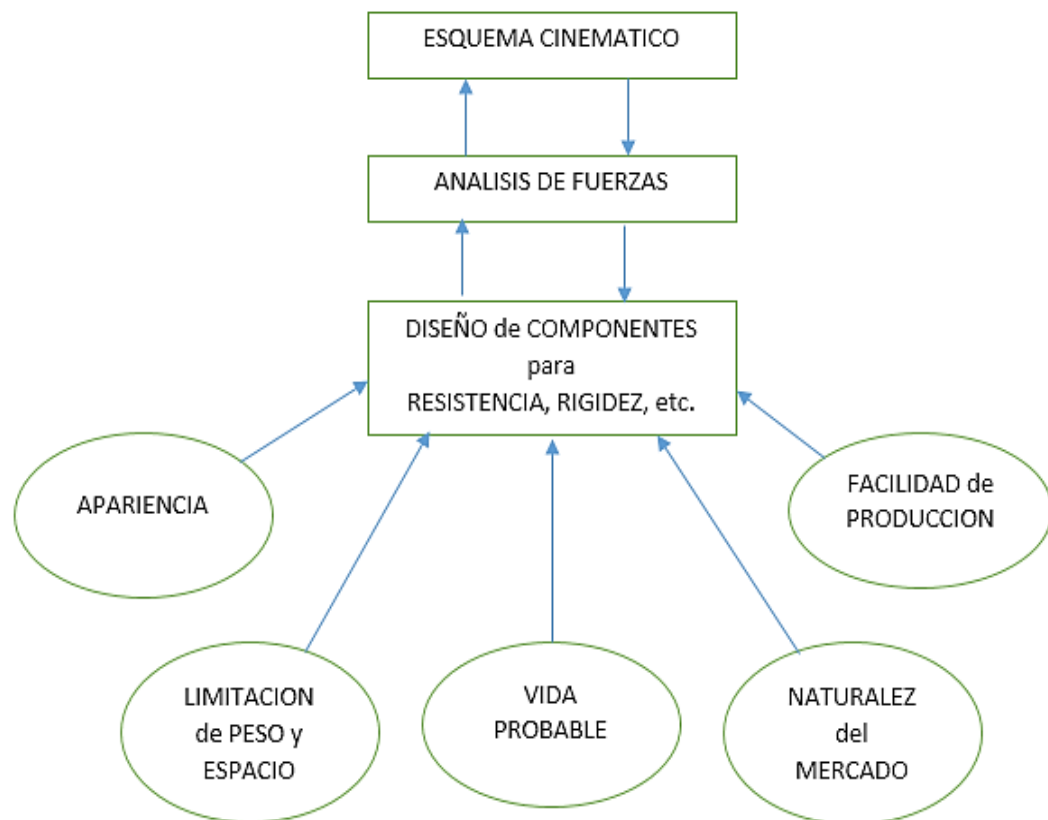 ESQUEMA CINEMATICO
ANALISIS DE FUERZAS
DISEÑO de COMPONENTES
para
RESISTENCIA, RIGIDEZ, etc.
APARIENCIA
FACILIDAD de
PRODUCCION
LIMITACION
de PESO y
ESPACIO
VIDA
PROBABLE
NATURALEZ
del
MERCADO